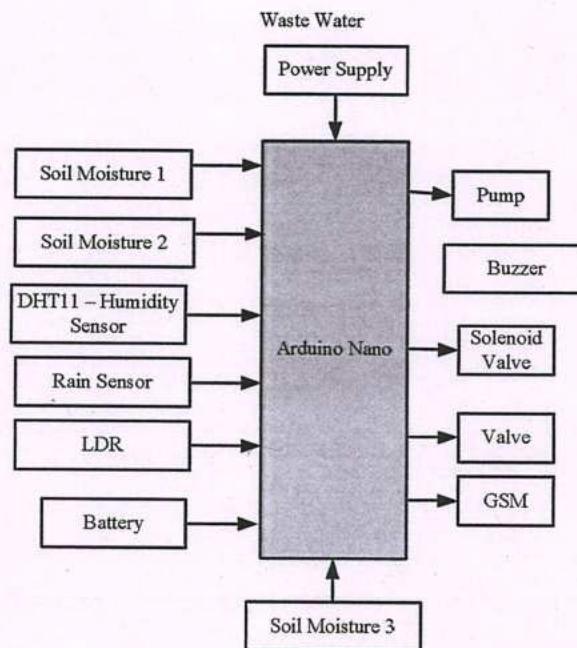 Waste Water
Power Supply
Soil Moisture 1
Soil Moisture 2
DHT11 – Humidity
Sensor
Rain Sensor
LDR
Battery
Arduino Nano
Pump
Buzzer
Solenoid
Valve
Valve
GSM
Soil Moisture 3